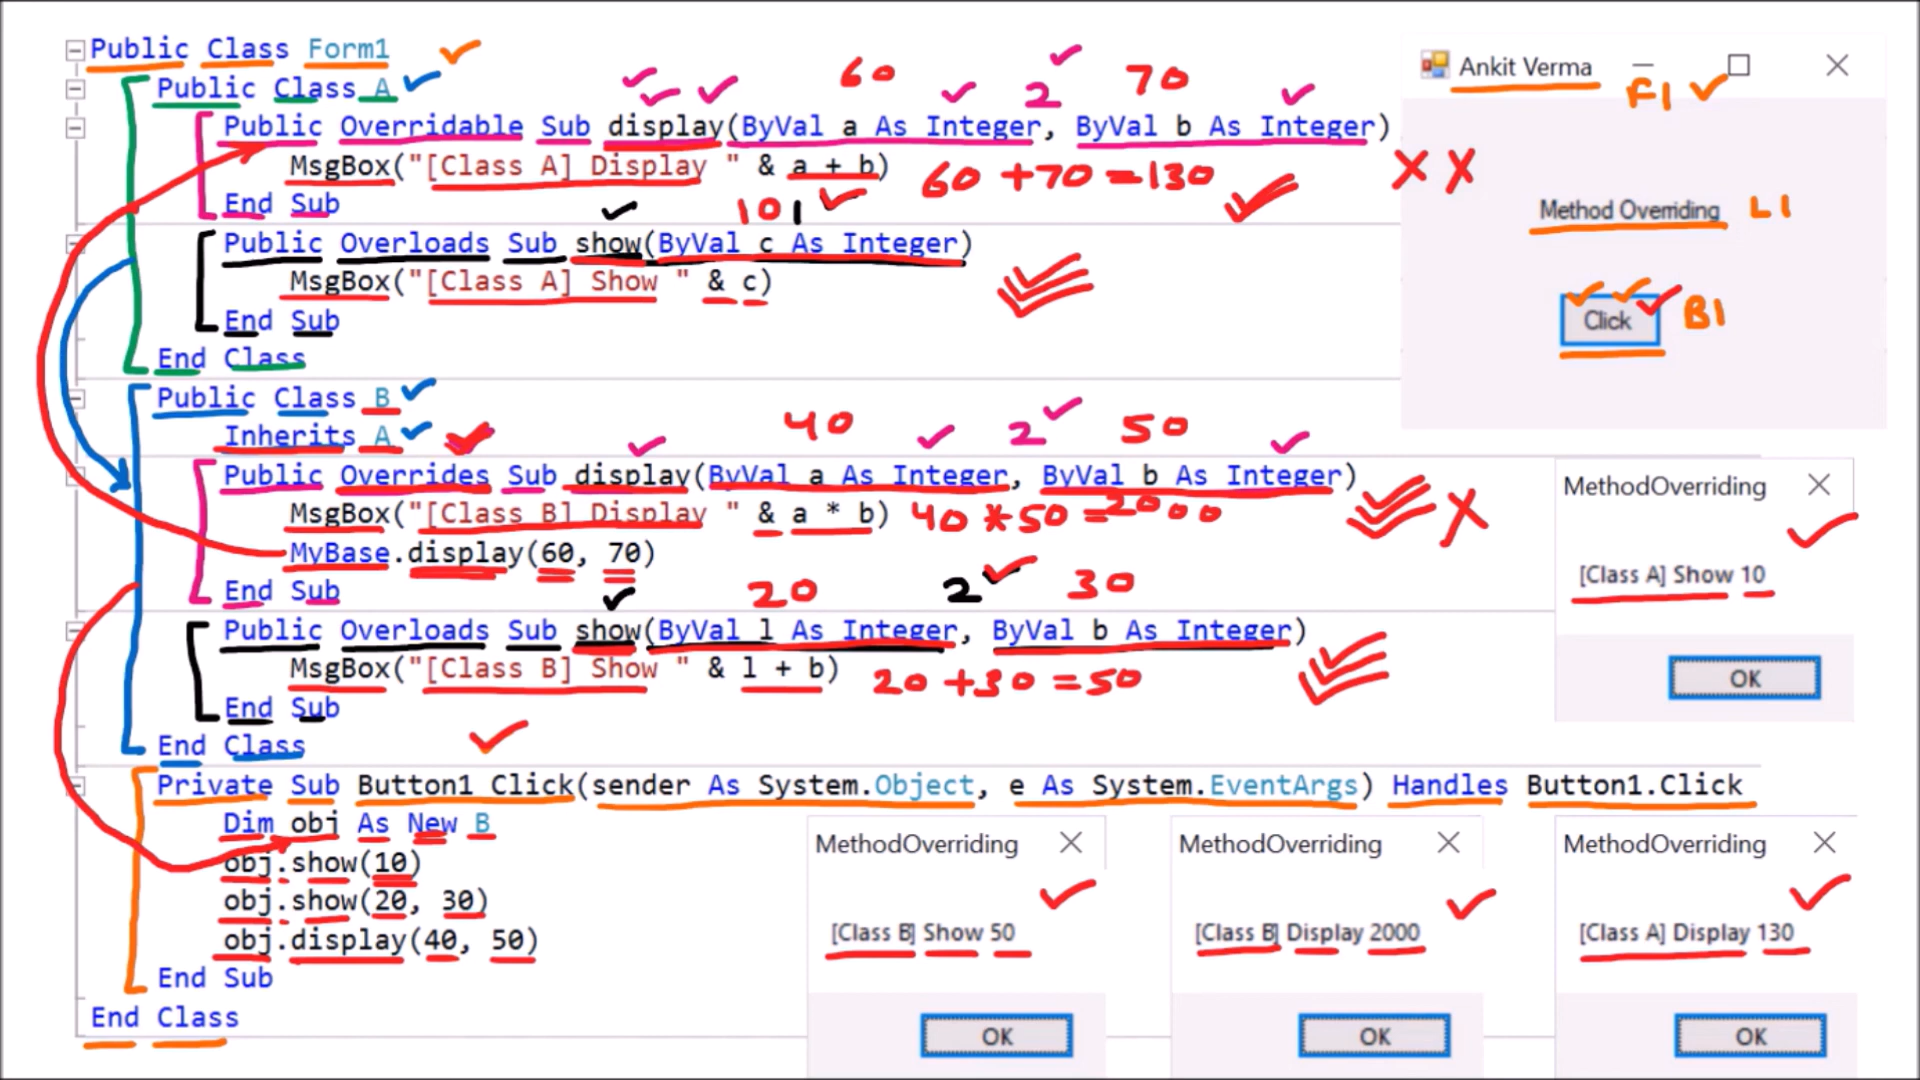 Public Class Form1
Public Class A
60 2 70
Public Overridable Sub display(ByVal a As Integer, ByVal b As Integer)
MsgBox("[Class A] Display " & a + b) 60 + 70 = 130
End Sub
10 1
Public Overloads Sub show(ByVal c As Integer)
MsgBox("[Class A] Show " & c)
End Sub
End Class
Public Class B
Inherits A
40 2 50
Public Overrides Sub display(ByVal a As Integer, ByVal b As Integer)
MsgBox("[Class B] Display " & a * b) 40 * 50 = 2000
MyBase.display(60, 70)
End Sub
20 2 30
Public Overloads Sub show(ByVal l As Integer, ByVal b As Integer)
MsgBox("[Class B] Show " & l + b) 20 + 30 = 50
End Sub
End Class
Private Sub Button1_Click(sender As System.Object, e As System.EventArgs) Handles Button1.Click
Dim obj As New B
obj.show(10)
obj.show(20, 30)
obj.display(40, 50)
End Sub
End Class
Ankit Verma
F1
Method Overriding L1
Click B1
MethodOverriding
[Class A] Show 10
OK
MethodOverriding
[Class B] Show 50
OK
MethodOverriding
[Class B] Display 2000
OK
MethodOverriding
[Class A] Display 130
OK